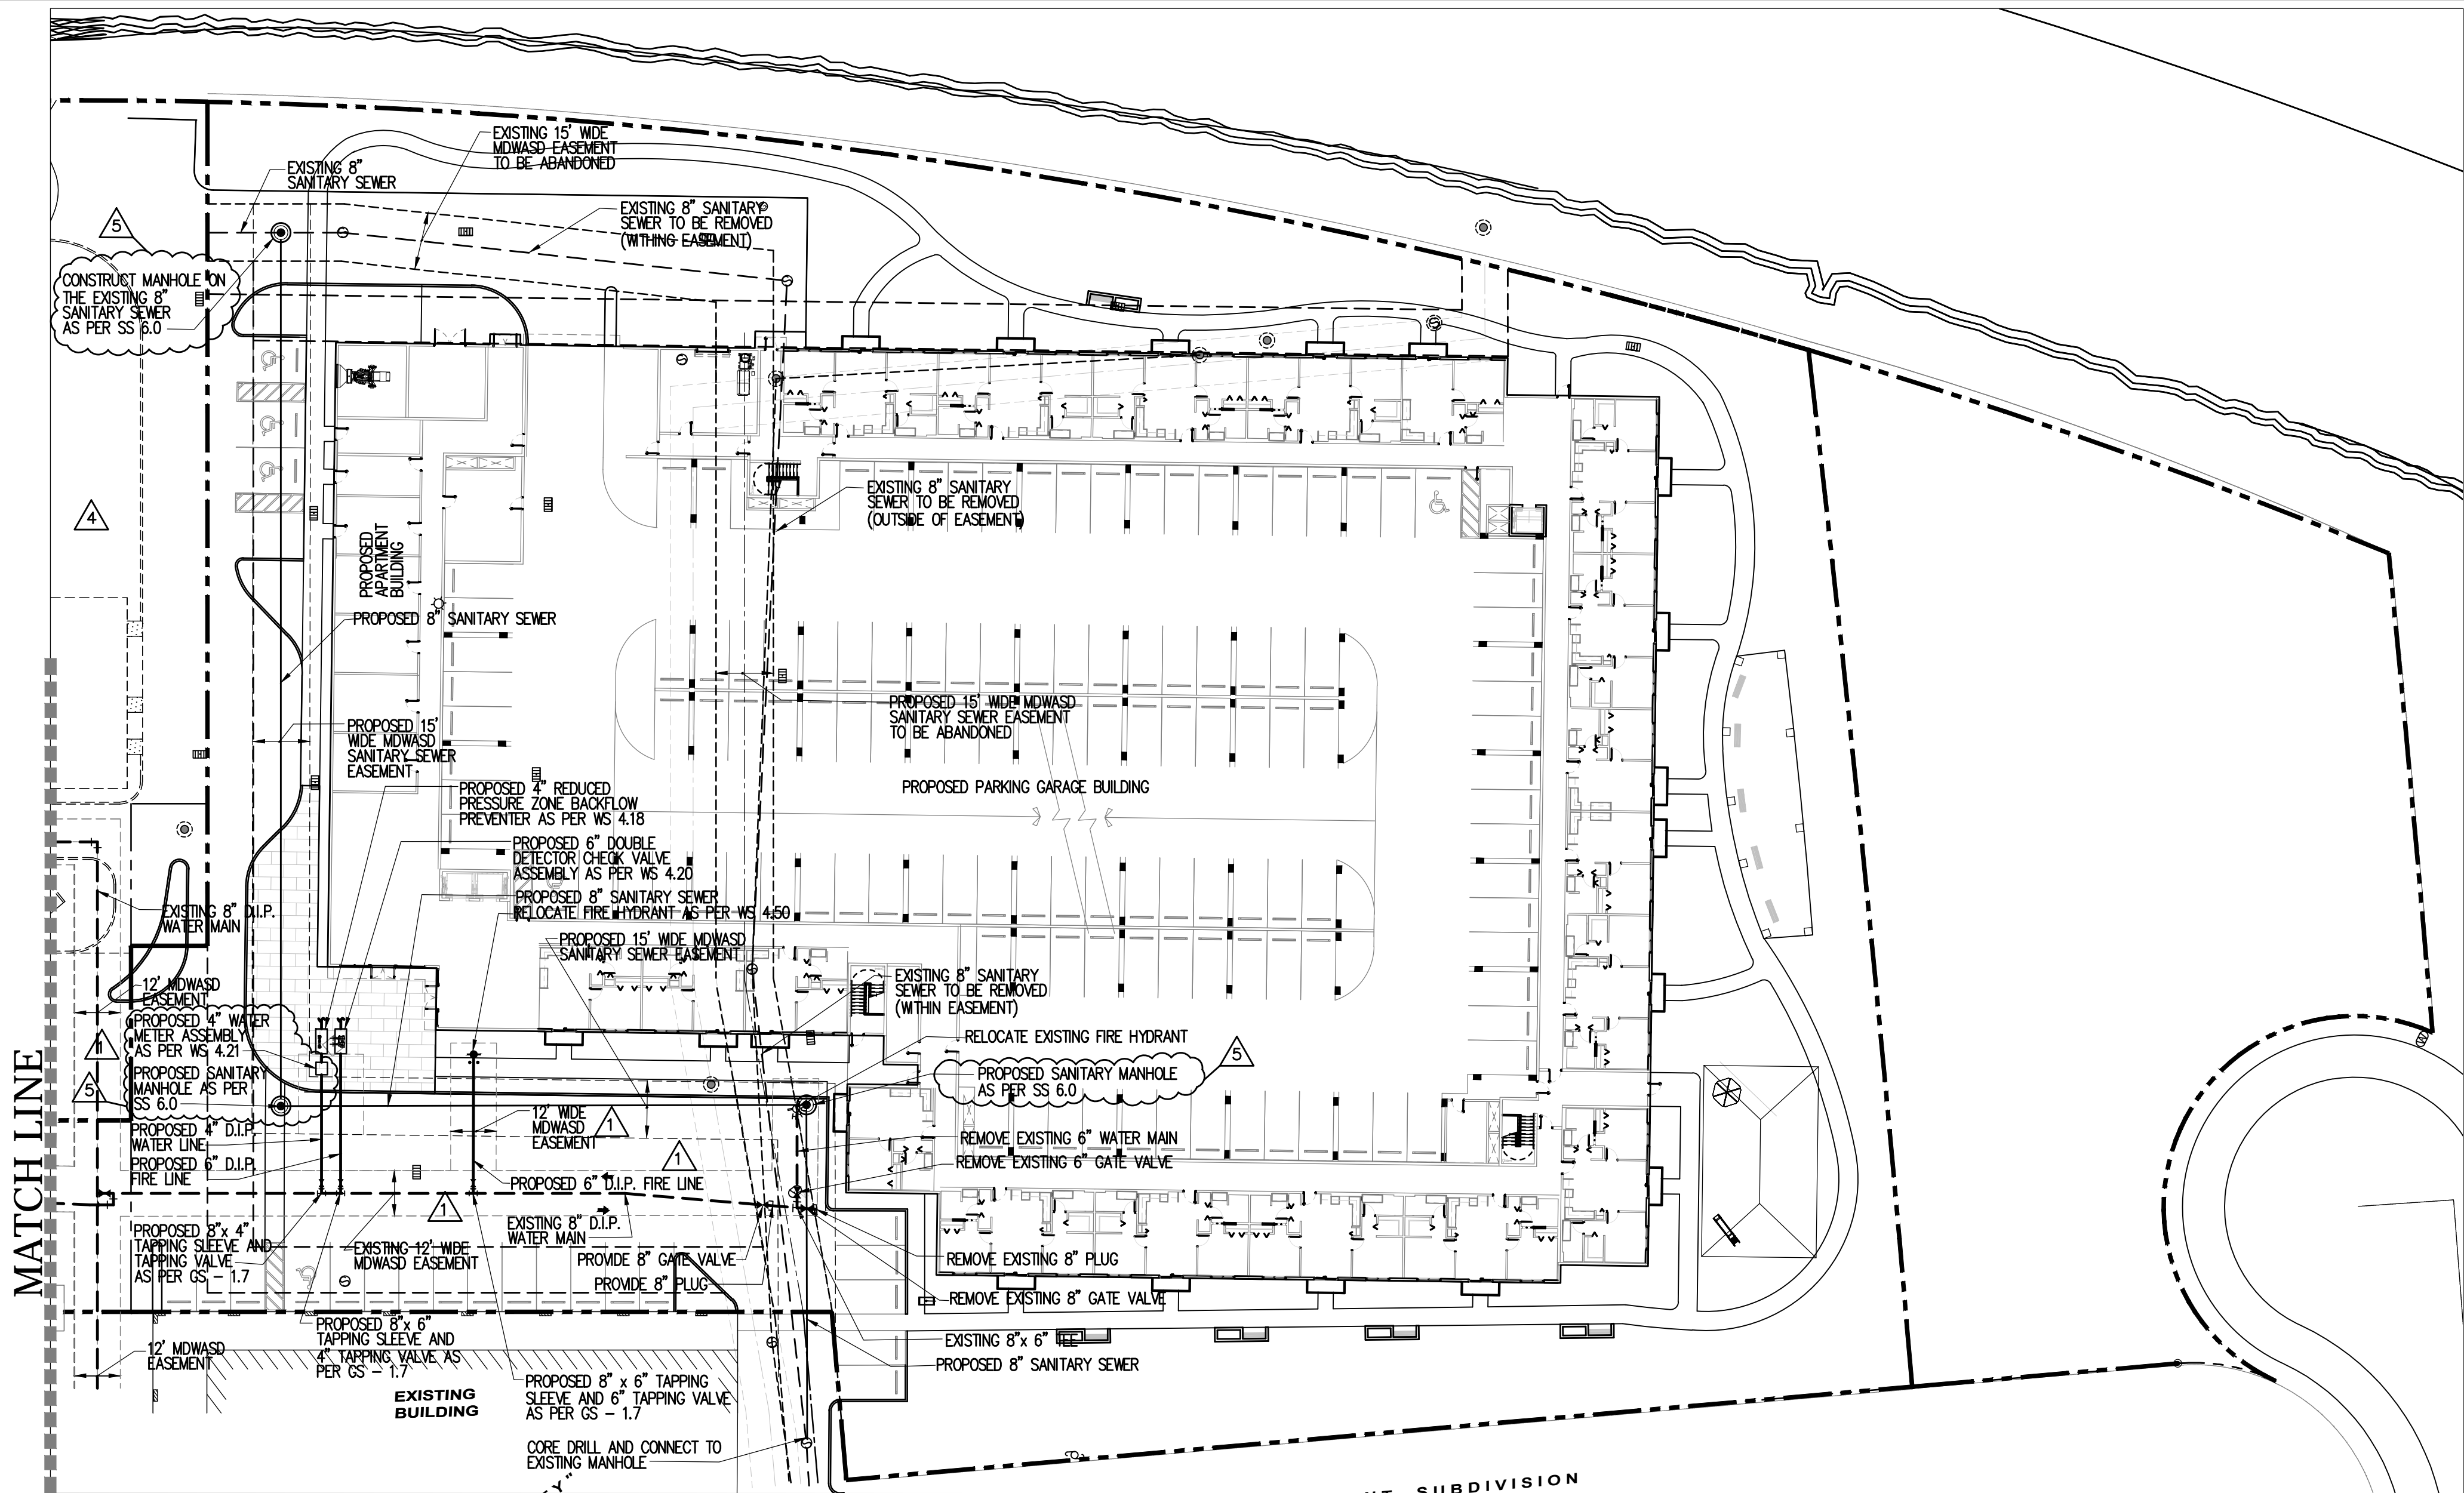 EXISTING 15' WIDE
MDWASD EASEMENT
TO BE ABANDONED
EXISTING 8"
SANITARY SEWER
EXISTING 8" SANITARY
SEWER TO BE REMOVED
(WITHING EASEMENT)
5
CONSTRUCT MANHOLE ON
THE EXISTING 8"
SANITARY SEWER
AS PER SS 6.0
4
EXISTING 8" SANITARY
SEWER TO BE REMOVED
(OUTSIDE OF EASEMENT)
PROPOSED
APARTMENT
BUILDING
PROPOSED 8" SANITARY SEWER
PROPOSED 15' WIDE MDWASD
SANITARY SEWER EASEMENT
TO BE ABANDONED
PROPOSED 15'
WIDE MDWASD
SANITARY SEWER
EASEMENT
PROPOSED PARKING GARAGE BUILDING
PROPOSED 4" REDUCED
PRESSURE ZONE BACKFLOW
PREVENTER AS PER WS 4.18
PROPOSED 6" DOUBLE
DETECTOR CHECK VALVE
ASSEMBLY AS PER WS 4.20
PROPOSED 8" SANITARY SEWER
RELOCATE FIRE HYDRANT AS PER WS 4.50
EXISTING 8" D.I.P.
WATER MAIN
PROPOSED 15' WIDE MDWASD
SANITARY SEWER EASEMENT
EXISTING 8" SANITARY
SEWER TO BE REMOVED
(WITHIN EASEMENT)
12' MDWASD
EASEMENT
1
PROPOSED 4" WATER
METER ASSEMBLY
AS PER WS 4.21
RELOCATE EXISTING FIRE HYDRANT
5
5
PROPOSED SANITARY
MANHOLE AS PER
SS 6.0
PROPOSED SANITARY MANHOLE
AS PER SS 6.0
12' WIDE
MDWASD
EASEMENT
1
PROPOSED 4" D.I.P.
WATER LINE
PROPOSED 6" D.I.P.
FIRE LINE
1
REMOVE EXISTING 6" WATER MAIN
REMOVE EXISTING 6" GATE VALVE
PROPOSED 6" D.I.P. FIRE LINE
1
EXISTING 8" D.I.P.
WATER MAIN
PROPOSED 8"x 4"
TAPPING SLEEVE AND
TAPPING VALVE
AS PER GS - 1.7
EXISTING 12' WIDE
MDWASD EASEMENT
PROVIDE 8" GATE VALVE
PROVIDE 8" PLUG
REMOVE EXISTING 8" PLUG
REMOVE EXISTING 8" GATE VALVE
MATCH LINE
PROPOSED 8"x 6"
TAPPING SLEEVE AND
4" TAPPING VALVE AS
PER GS - 1.7
12' MDWASD
EASEMENT
EXISTING 8"x 6" TEE
PROPOSED 8" SANITARY SEWER
EXISTING
BUILDING
PROPOSED 8" x 6" TAPPING
SLEEVE AND 6" TAPPING VALVE
AS PER GS - 1.7
CORE DRILL AND CONNECT TO
EXISTING MANHOLE
SUBDIVISION